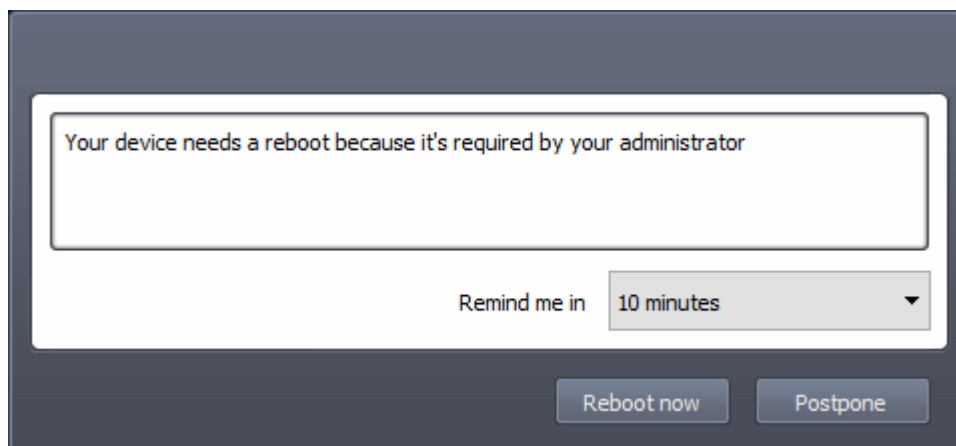 Your device needs a reboot because it's required by your administrator
Remind me in 10 minutes
Reboot now Postpone